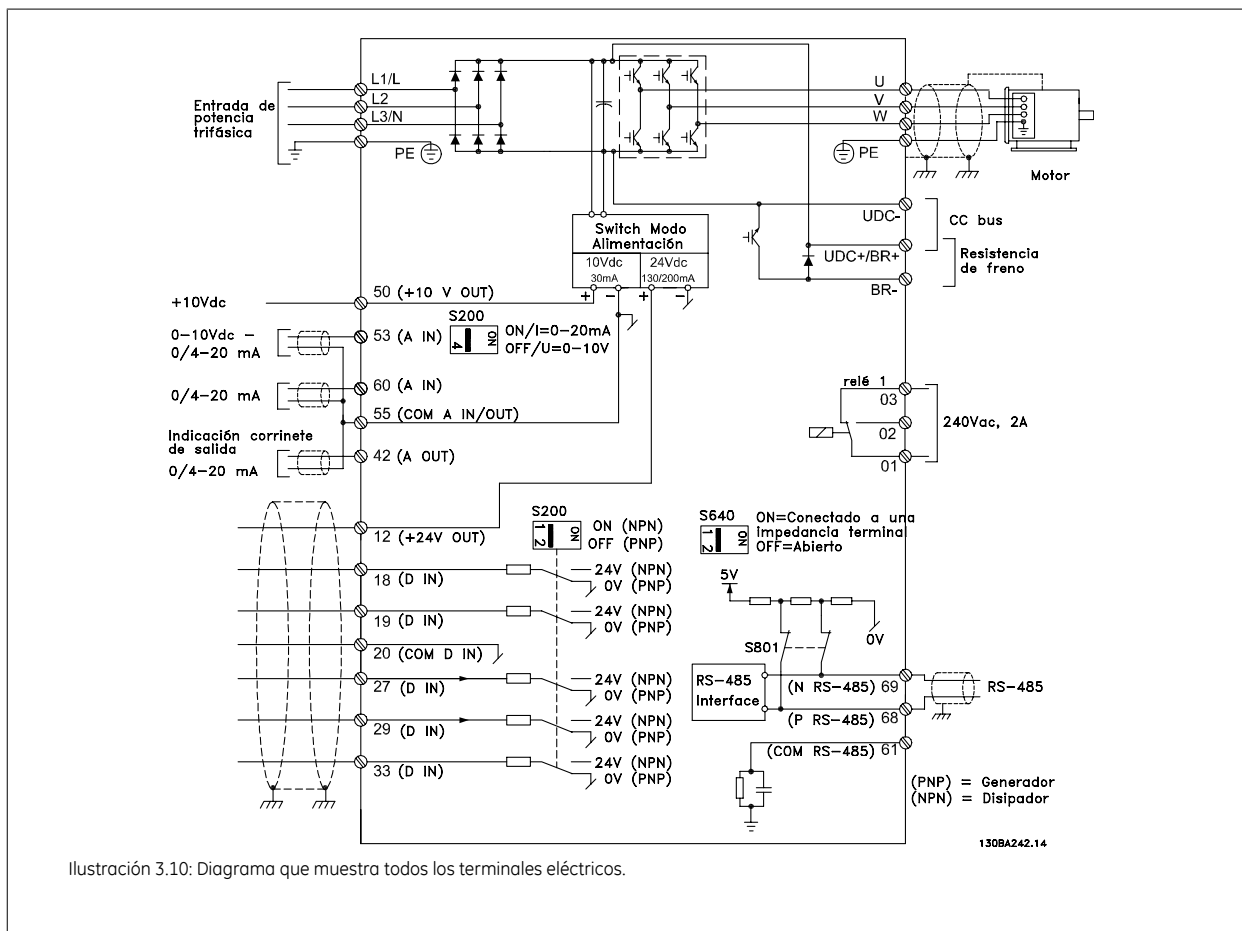 Entrada de
potencia
trifásica
L1/L
L2
L3/N
PE
U
V
W
PE
Motor
UDC-
CC bus
UDC+/BR+
Resistencia
de freno
BR-
Switch Modo
Alimentación
10Vdc
30mA
24Vdc
130/200mA
+ - + -
+10Vdc
50 (+10 V OUT)
0-10Vdc -
0/4-20 mA
53 (A IN)
S200
ON
4
ON/I=0-20mA
OFF/U=0-10V
0/4-20 mA
60 (A IN)
55 (COM A IN/OUT)
Indicación corrinete
de salida
0/4-20 mA
42 (A OUT)
relé 1
03
02
01
240Vac, 2A
12 (+24V OUT)
S200
ON
1 2
ON (NPN)
OFF (PNP)
S640
ON
1 2
ON=Conectado a una
impedancia terminal
OFF=Abierto
18 (D IN)
24V (NPN)
0V (PNP)
19 (D IN)
24V (NPN)
0V (PNP)
20 (COM D IN)
27 (D IN)
24V (NPN)
0V (PNP)
29 (D IN)
24V (NPN)
0V (PNP)
33 (D IN)
24V (NPN)
0V (PNP)
5V
0V
S801
RS-485
Interface
(N RS-485) 69
(P RS-485) 68
(COM RS-485) 61
RS-485
(PNP) = Generador
(NPN) = Disipador
130BA242.14
Ilustración 3.10: Diagrama que muestra todos los terminales eléctricos.